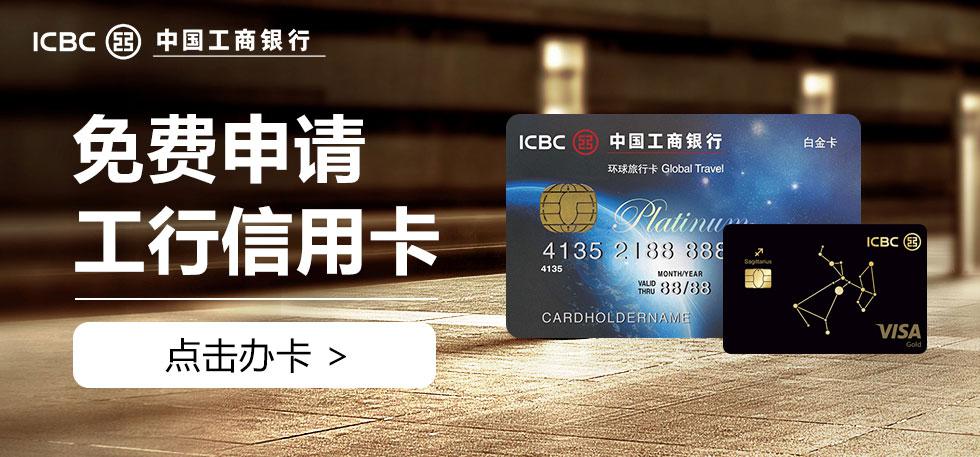 ICBC 中国工商银行
免费申请
工行信用卡
点击办卡 >
ICBC 中国工商银行 白金卡
环球旅行卡 Global Travel
Platinum
4135 2188 888
4135
MONTH/YEAR
VALID THRU 88/88
CARDHOLDERNAME
ICBC
Sagittarius
VISA
Gold